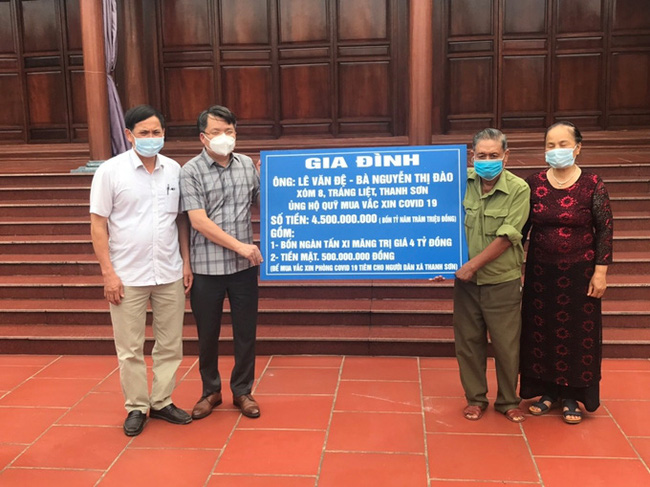 GIA ĐÌNH
ÔNG: LÊ VĂN ĐỆ - BÀ NGUYỄN THỊ ĐÀO
XÓM 8, TRÁNG LIỆT, THANH SƠN
ỦNG HỘ QUỸ MUA VẮC XIN COVID 19
SỐ TIỀN: 4.500.000.000 ( BỐN TỶ NĂM TRĂM TRIỆU ĐỒNG)
GỒM:
1- BỐN NGÀN TẤN XI MĂNG TRỊ GIÁ 4 TỶ ĐỒNG
2- TIỀN MẶT. 500.000.000 ĐỒNG
(ĐỂ MUA VẮC XIN PHÒNG COVID 19 TIÊM CHO NGƯỜI DÂN XÃ THANH SƠN)